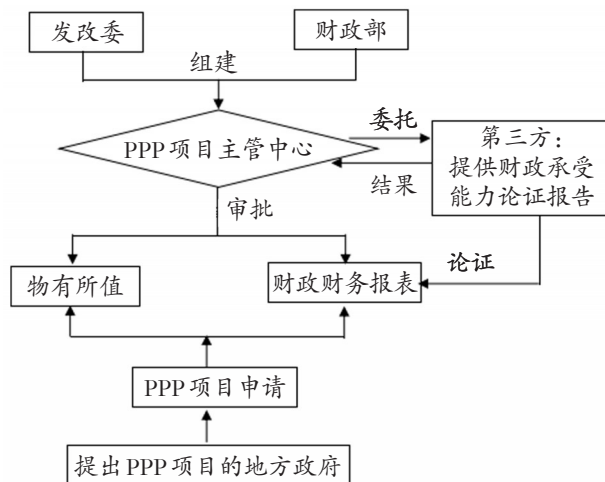 发改委
财政部
组建
PPP项目主管中心
委托
结果
第三方：
提供财政承受
能力论证报告
审批
物有所值
财政财务报表
论证
PPP项目申请
提出PPP项目的地方政府